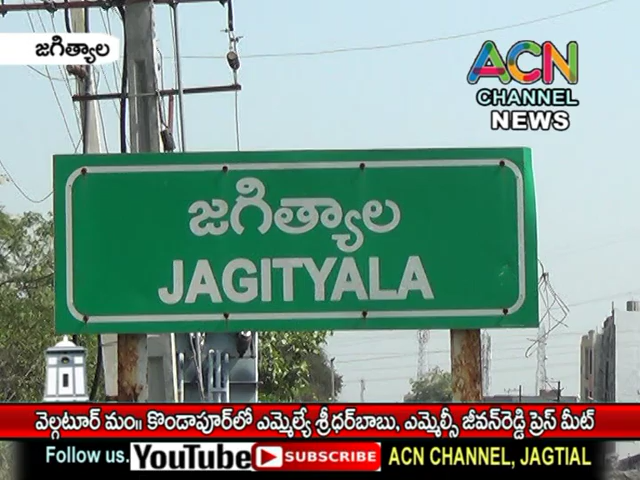 జగిత్యాల
ACN
CHANNEL
NEWS
జగిత్యాల
JAGITYALA
వెల్గటూర్ మం॥ కొండాపూర్‌లో ఎమ్మెల్యే శ్రీధర్‌బాబు, ఎమ్మెల్సీ జీవన్‌రెడ్డి ప్రెస్ మీట్
Follow us. YouTube SUBSCRIBE ACN CHANNEL, JAGTIAL